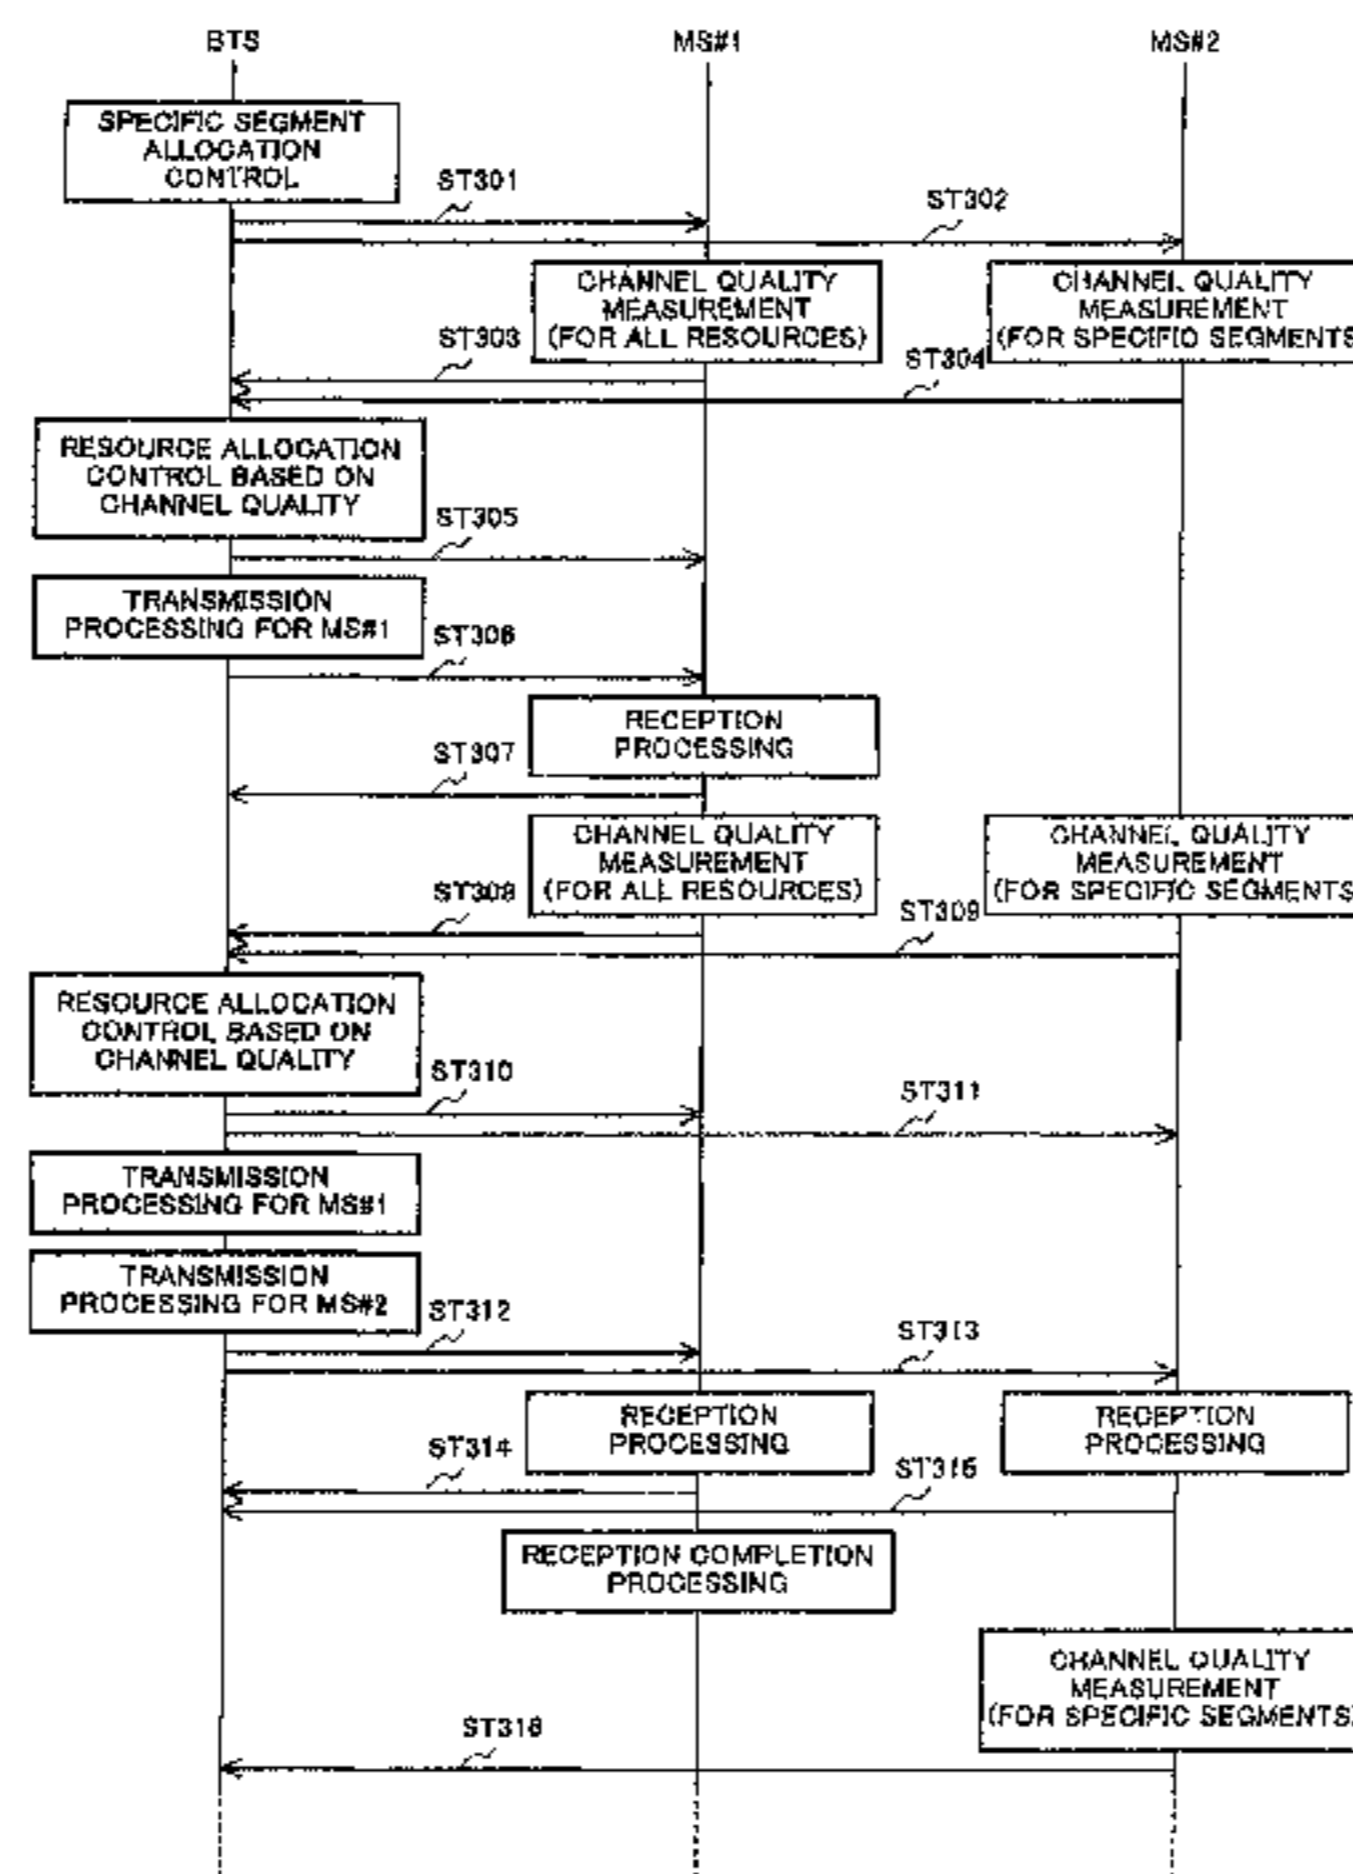 BTS
MS#1
MS#2
SPECIFIC SEGMENT
ALLOCATION
CONTROL
ST301
ST302
CHANNEL QUALITY
MEASUREMENT
(FOR ALL RESOURCES)
CHANNEL QUALITY
MEASUREMENT
(FOR SPECIFIC SEGMENTS
ST303
ST304
RESOURCE ALLOCATION
CONTROL BASED ON
CHANNEL QUALITY
ST305
TRANSMISSION
PROCESSING FOR MS#1
ST306
RECEPTION
PROCESSING
ST307
CHANNEL QUALITY
MEASUREMENT
(FOR ALL RESOURCES)
CHANNEL QUALITY
MEASUREMENT
(FOR SPECIFIC SEGMENTS
ST308
ST309
RESOURCE ALLOCATION
CONTROL BASED ON
CHANNEL QUALITY
ST310
ST311
TRANSMISSION
PROCESSING FOR MS#1
TRANSMISSION
PROCESSING FOR MS#2
ST312
ST313
RECEPTION
PROCESSING
RECEPTION
PROCESSING
ST314
ST315
RECEPTION COMPLETION
PROCESSING
CHANNEL QUALITY
MEASUREMENT
(FOR SPECIFIC SEGMENTS)
ST316